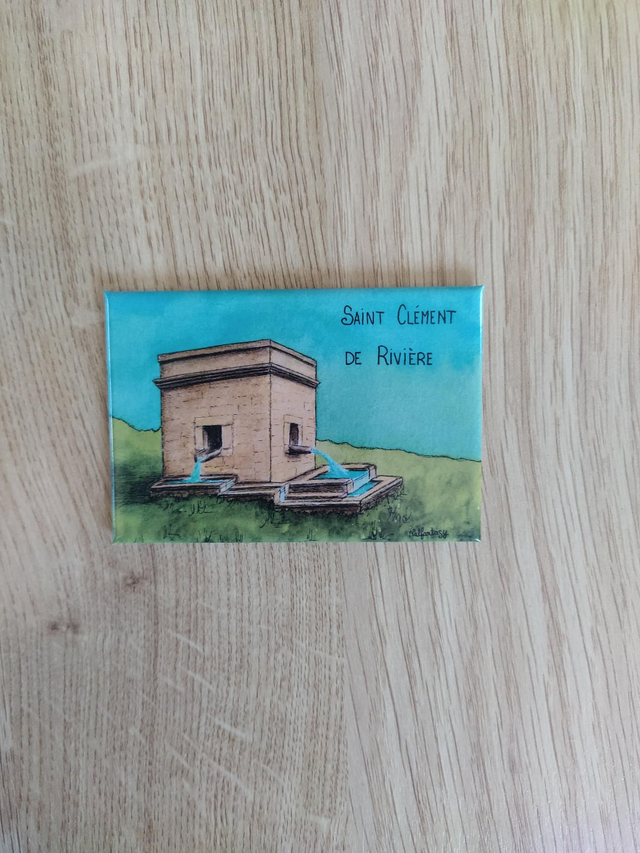 Saint Clément
de Rivière